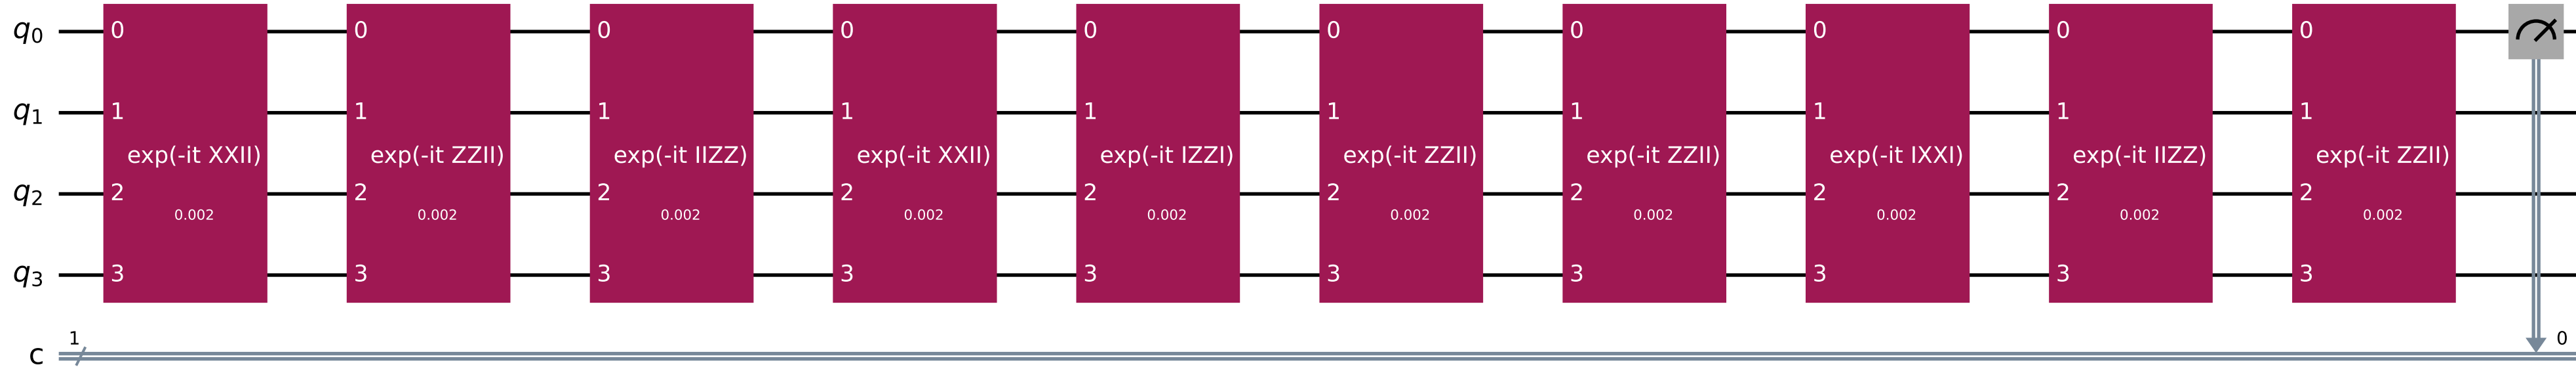 q0 0 0 0 0 0 0 0 0 0 0
q1 1 1 1 1 1 1 1 1 1 1
exp(-it XXII) exp(-it ZZII) exp(-it IIZZ) exp(-it XXII) exp(-it IZZI) exp(-it ZZII) exp(-it ZZII) exp(-it IXXI) exp(-it IIZZ) exp(-it ZZII)
q2 2 2 2 2 2 2 2 2 2 2
0.002 0.002 0.002 0.002 0.002 0.002 0.002 0.002 0.002 0.002
q3 3 3 3 3 3 3 3 3 3 3
1 0
c